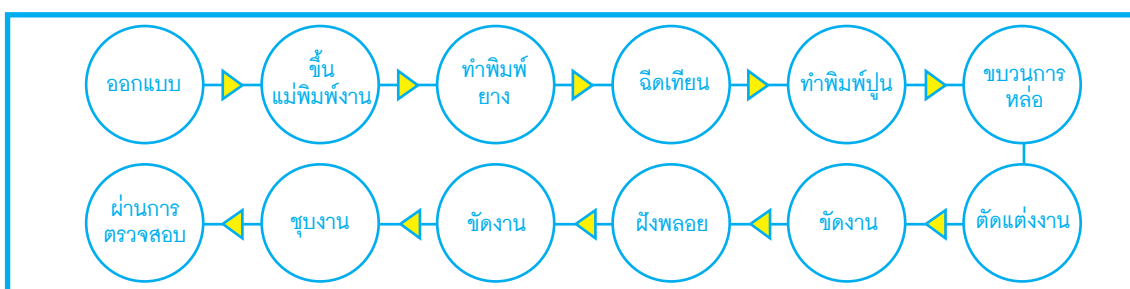 ออกแบบ
ขึ้น
แม่พิมพ์งาน
ทำพิมพ์
ยาง
ฉีดเทียน
ทำพิมพ์ปูน
ขบวนการ
หล่อ
ตัดแต่งงาน
ขัดงาน
ฝังพลอย
ขัดงาน
ชุบงาน
ผ่านการ
ตรวจสอบ